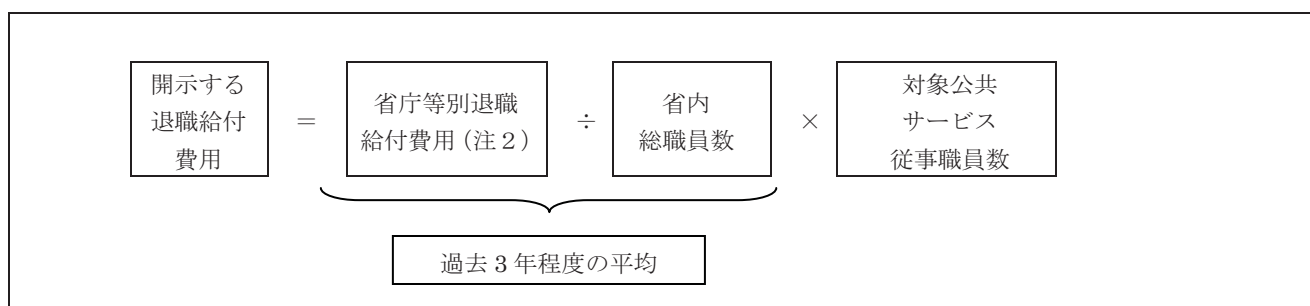 開示する
退職給付
費用
＝
省庁等別退職
給付費用(注２)
÷
省内
総職員数
×
対象公共
サービス
従事職員数
過去３年程度の平均